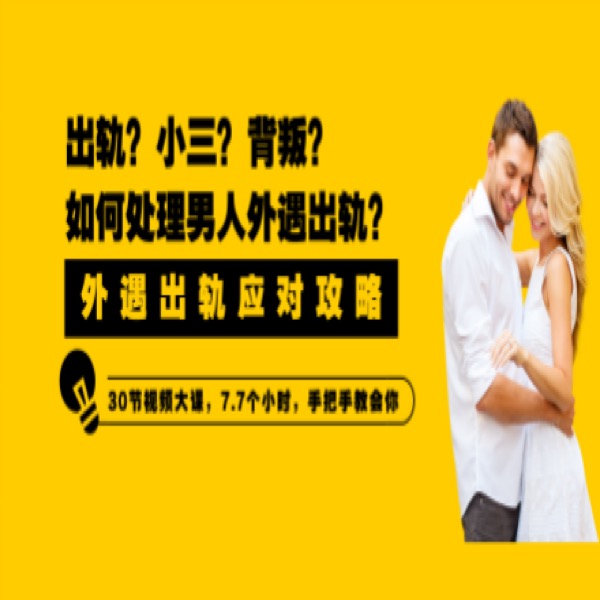 出轨？小三？背叛？
如何处理男人外遇出轨？
外遇出轨应对攻略
30节视频大课，7.7个小时，手把手教会你